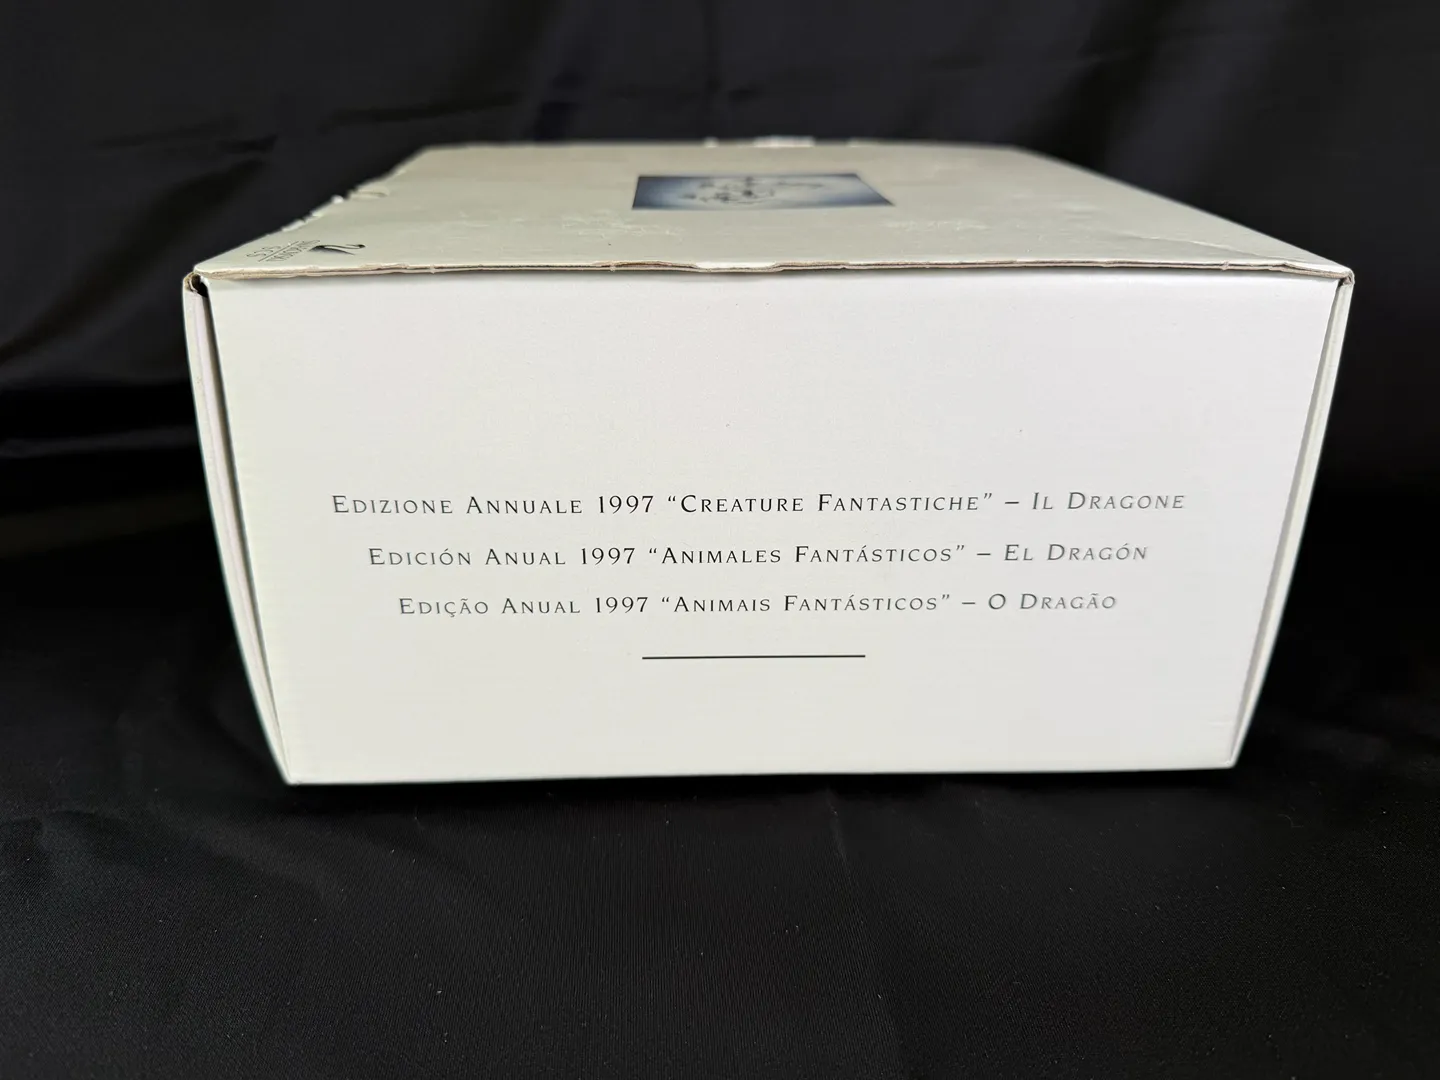 SCS
Edizione Annuale 1997 “Creature Fantastiche” – Il Dragone
Edición Anual 1997 “Animales Fantásticos” – El Dragón
Edição Anual 1997 “Animais Fantásticos” – O Dragão